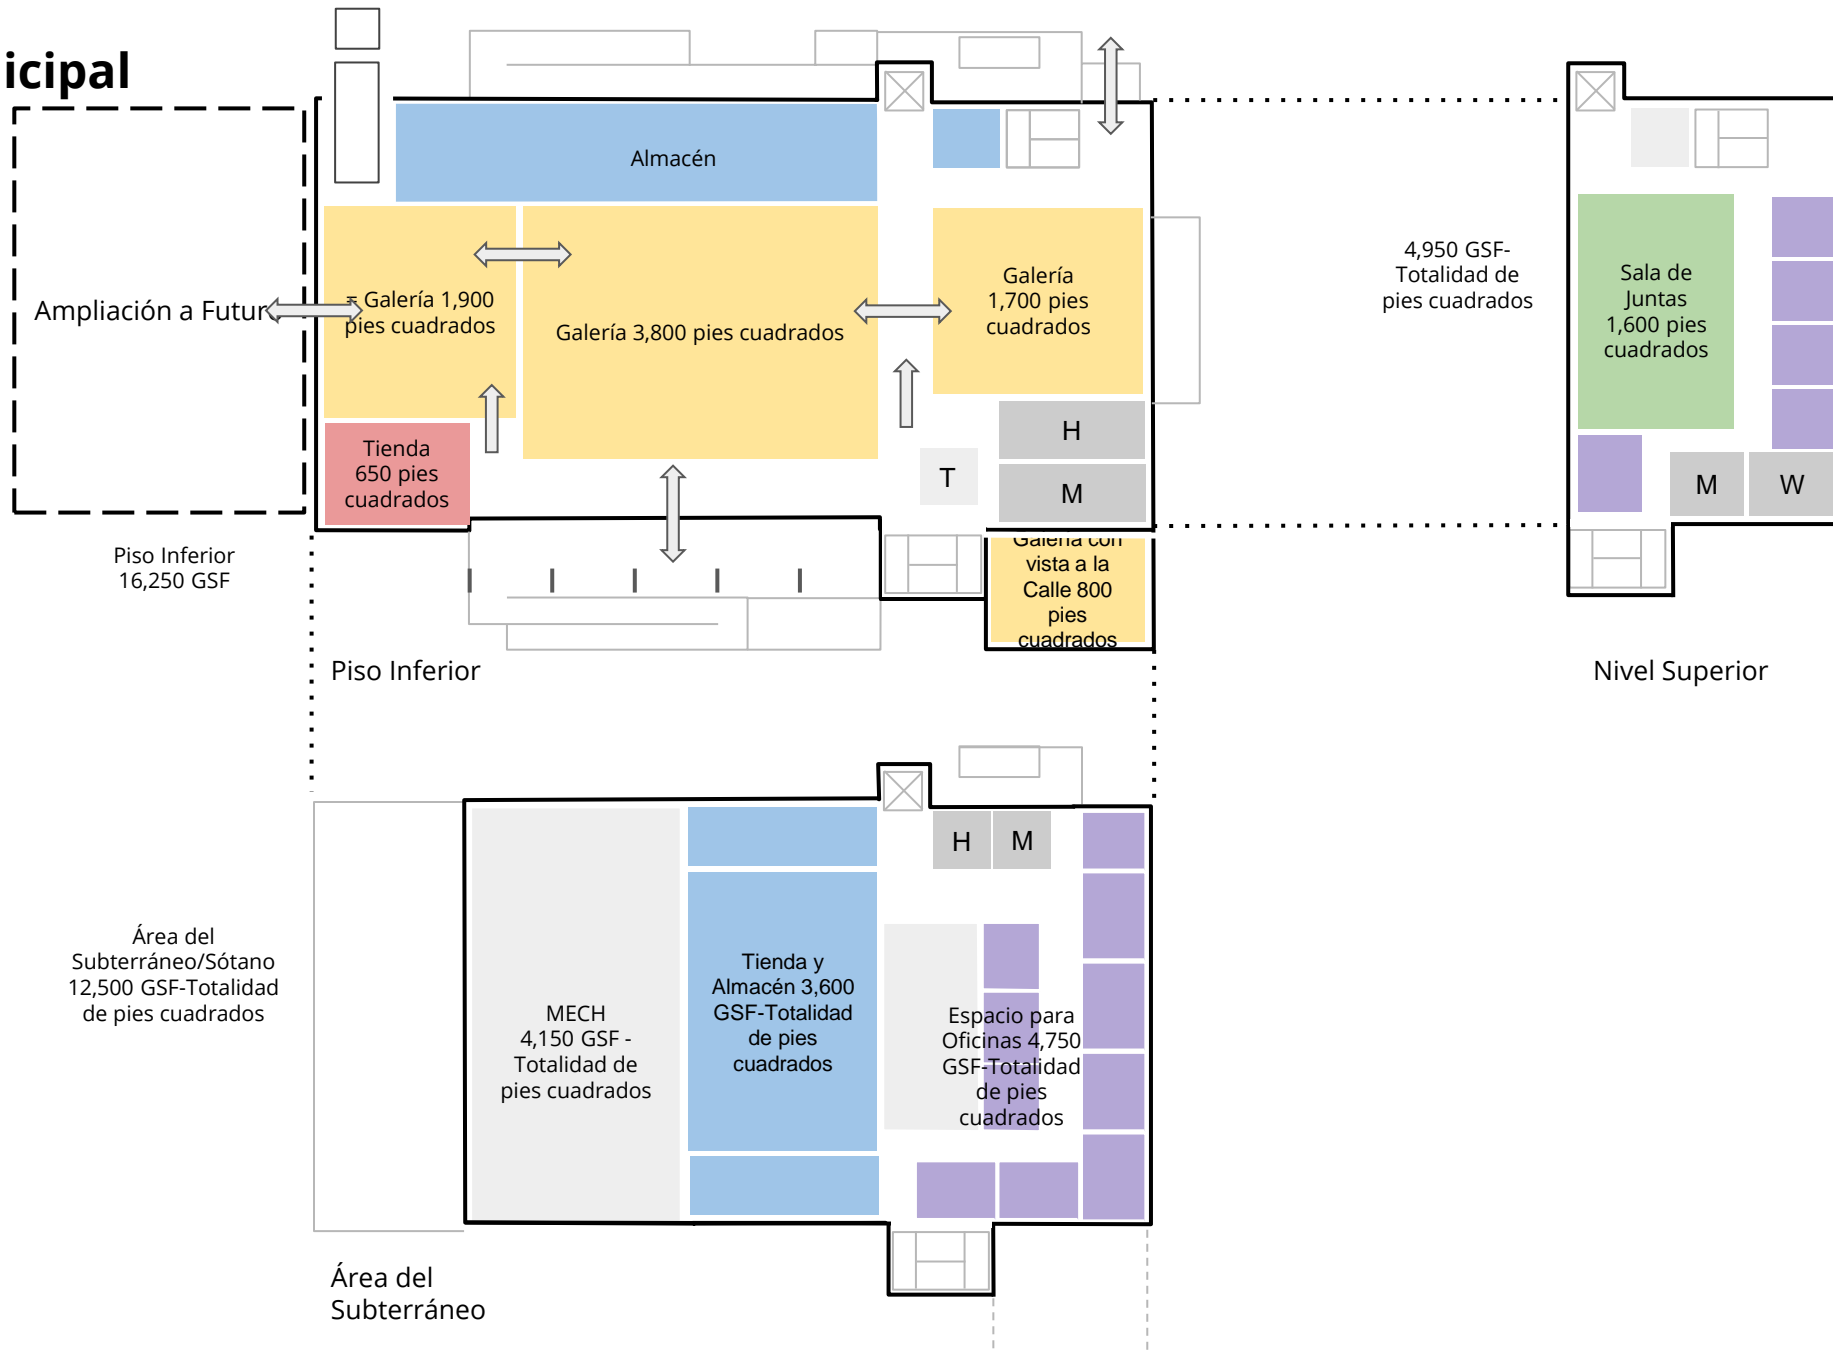 icipal
Almacén
Ampliación a Futur
= Galería 1,900
pies cuadrados
Galería 3,800 pies cuadrados
Galería
1,700 pies
cuadrados
H
M
T
Tienda
650 pies
cuadrados
Galería con
vista a la
Calle 800
pies
cuadrados
Piso Inferior
16,250 GSF
Piso Inferior
4,950 GSF-
Totalidad de
pies cuadrados
Sala de
Juntas
1,600 pies
cuadrados
M
W
Nivel Superior
H
M
Área del
Subterráneo/Sótano
12,500 GSF-Totalidad
de pies cuadrados
MECH
4,150 GSF -
Totalidad de
pies cuadrados
Tienda y
Almacén 3,600
GSF-Totalidad
de pies
cuadrados
Espacio para
Oficinas 4,750
GSF-Totalidad
de pies
cuadrados
Área del
Subterráneo